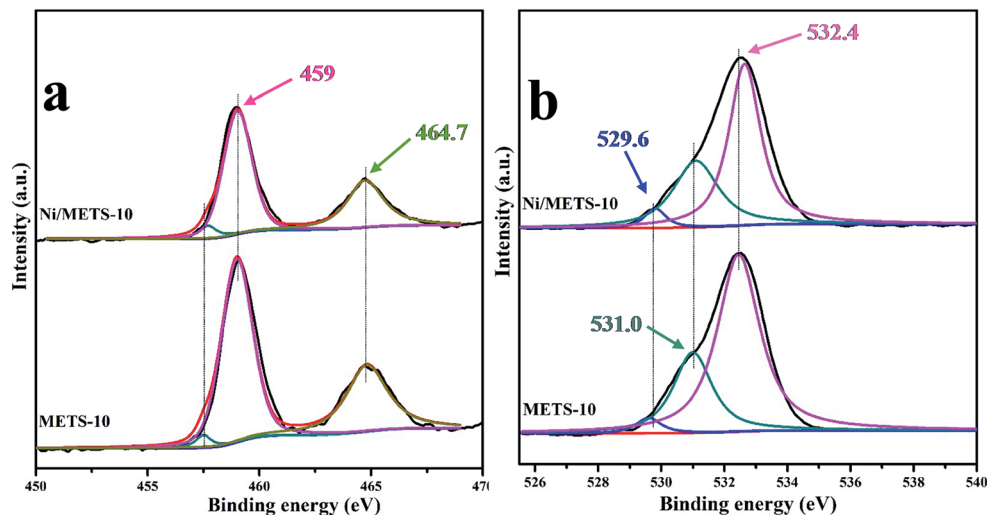 a
459
464.7
Ni/METS-10
METS-10
Intensity (a.u.)
450 455 460 465 470
Binding energy (eV)
b
532.4
529.6
Ni/METS-10
531.0
METS-10
Intensity (a.u.)
526 528 530 532 534 536 538 540
Binding energy (eV)